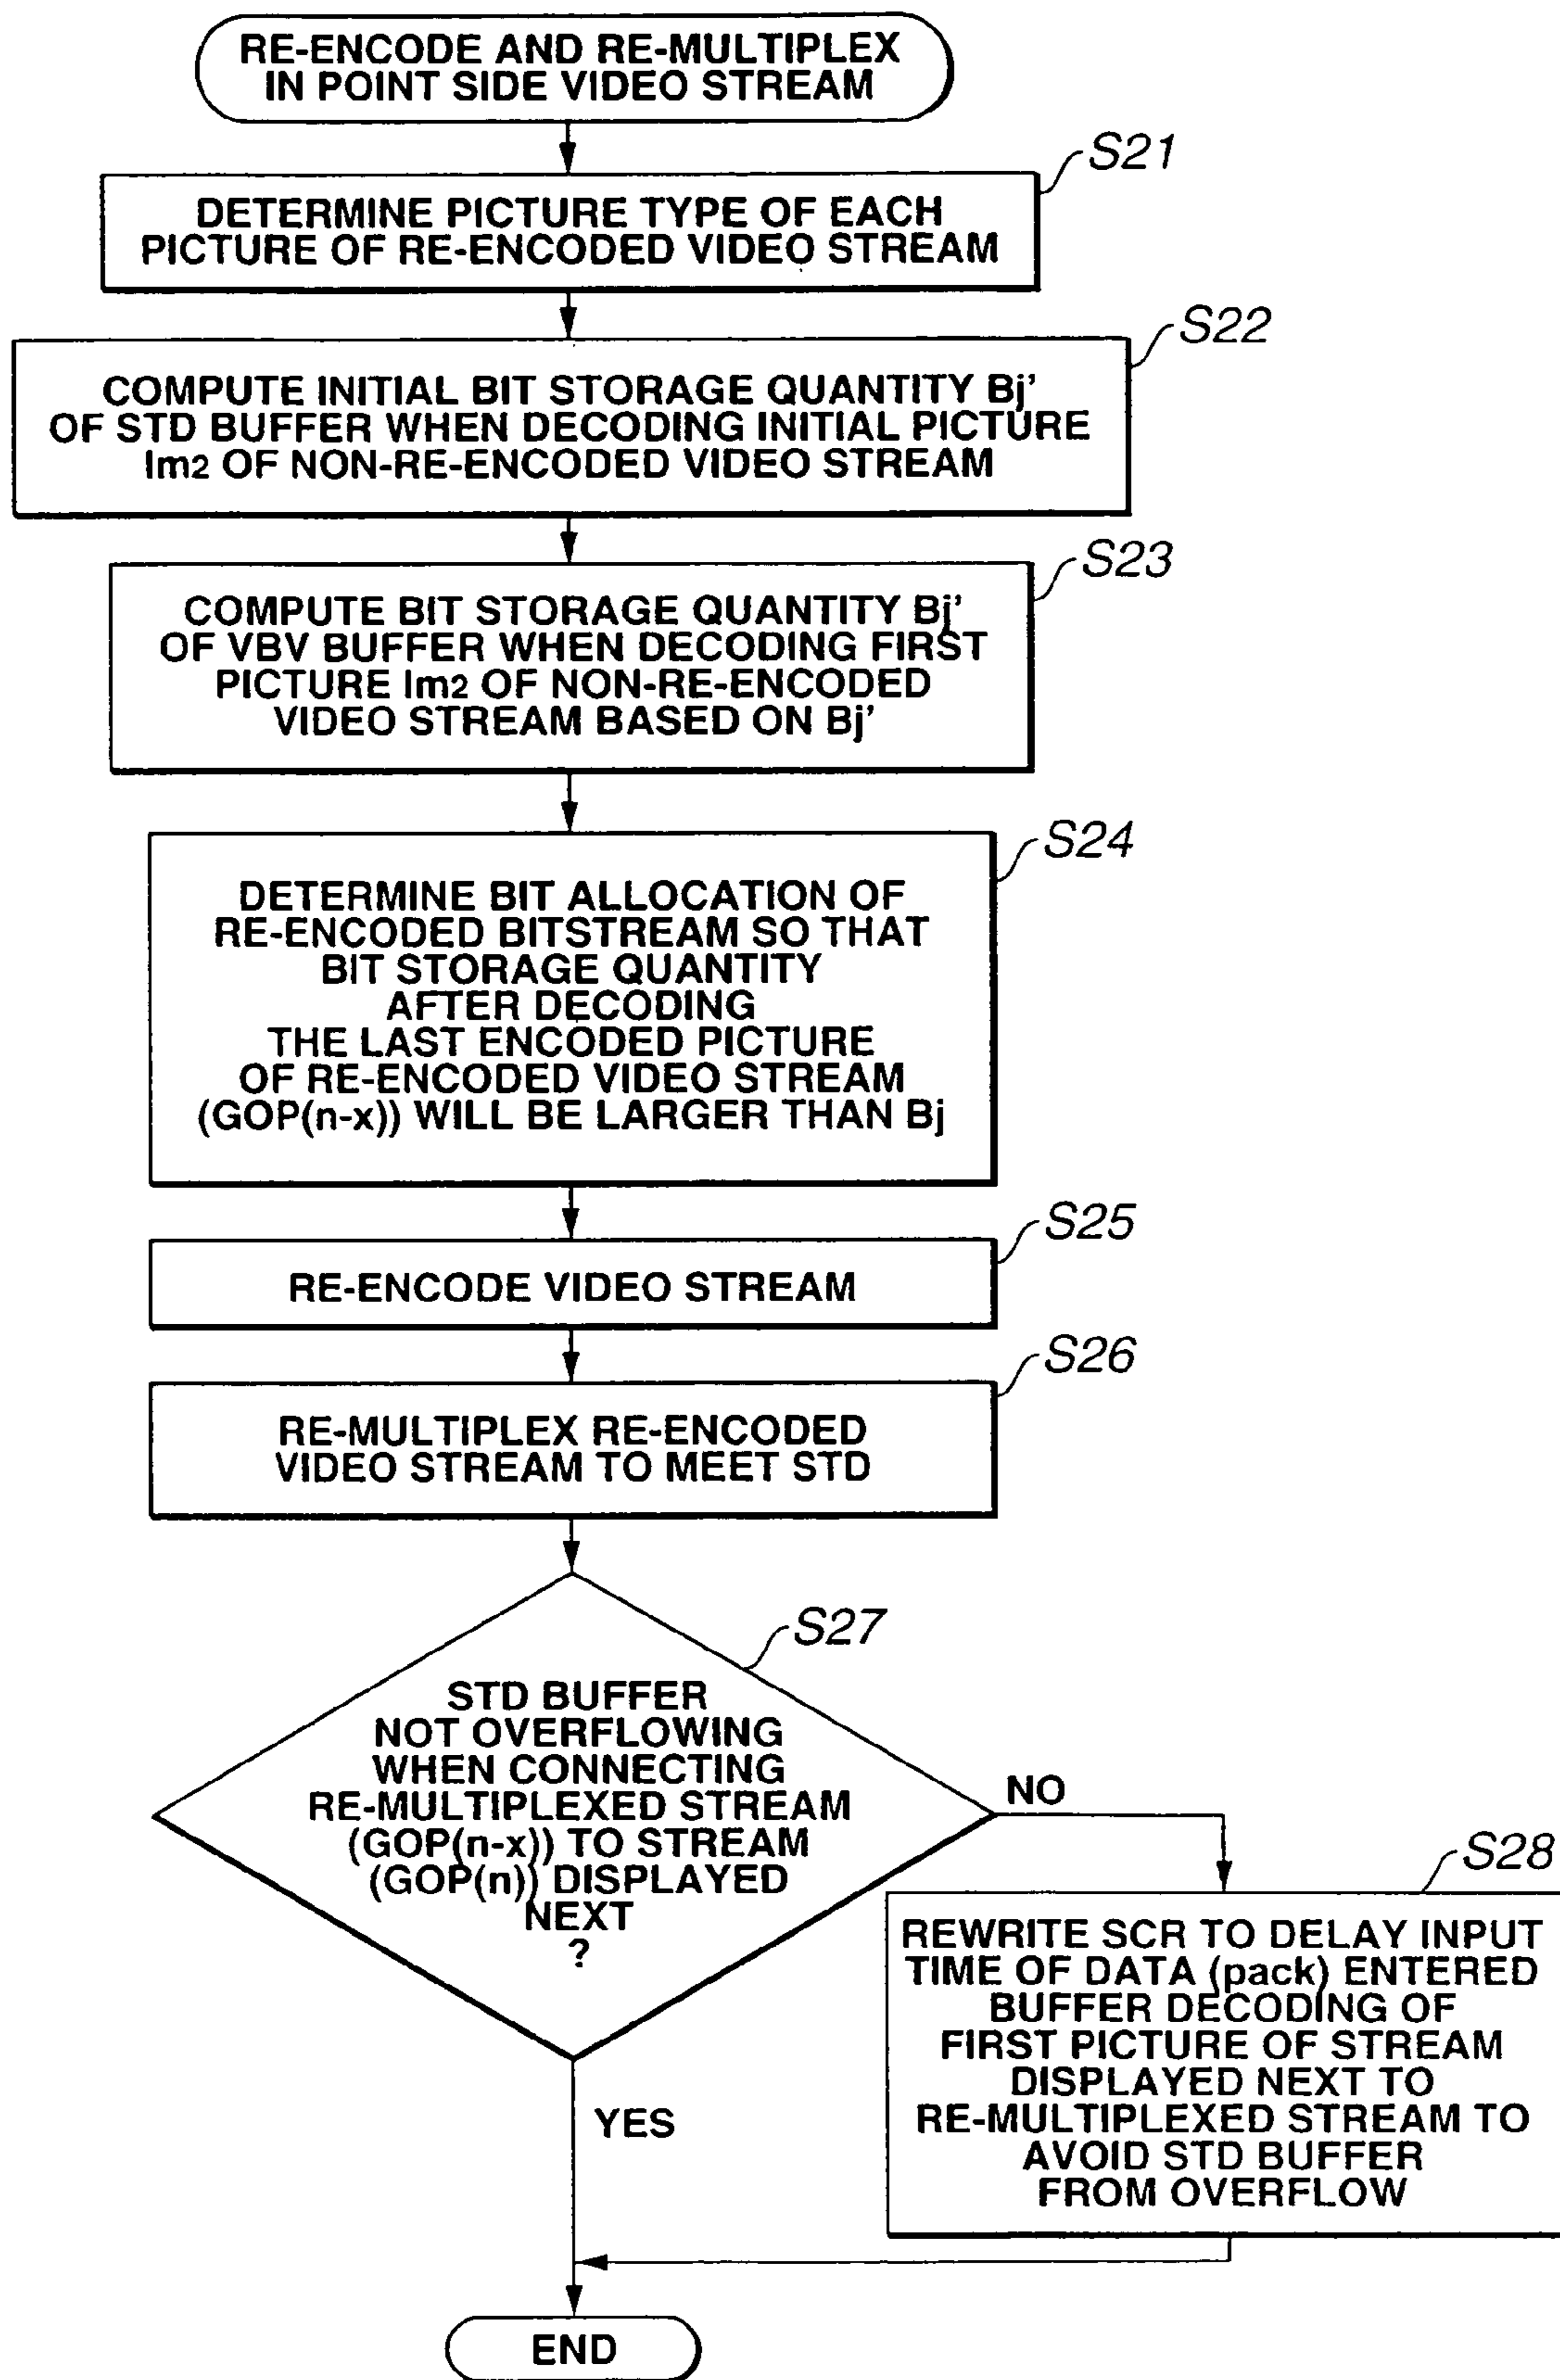 RE-ENCODE AND RE-MULTIPLEX
IN POINT SIDE VIDEO STREAM
S21
DETERMINE PICTURE TYPE OF EACH
PICTURE OF RE-ENCODED VIDEO STREAM
S22
COMPUTE INITIAL BIT STORAGE QUANTITY Bj'
OF STD BUFFER WHEN DECODING INITIAL PICTURE
Im2 OF NON-RE-ENCODED VIDEO STREAM
S23
COMPUTE BIT STORAGE QUANTITY Bj'
OF VBV BUFFER WHEN DECODING FIRST
PICTURE Im2 OF NON-RE-ENCODED
VIDEO STREAM BASED ON Bj'
S24
DETERMINE BIT ALLOCATION OF
RE-ENCODED BITSTREAM SO THAT
BIT STORAGE QUANTITY
AFTER DECODING
THE LAST ENCODED PICTURE
OF RE-ENCODED VIDEO STREAM
(GOP(n-x)) WILL BE LARGER THAN Bj
S25
RE-ENCODE VIDEO STREAM
S26
RE-MULTIPLEX RE-ENCODED
VIDEO STREAM TO MEET STD
S27
STD BUFFER
NOT OVERFLOWING
WHEN CONNECTING
RE-MULTIPLEXED STREAM
(GOP(n-x)) TO STREAM
(GOP(n)) DISPLAYED
NEXT
?
NO
YES
S28
REWRITE SCR TO DELAY INPUT
TIME OF DATA (pack) ENTERED
BUFFER DECODING OF
FIRST PICTURE OF STREAM
DISPLAYED NEXT TO
RE-MULTIPLEXED STREAM TO
AVOID STD BUFFER
FROM OVERFLOW
END